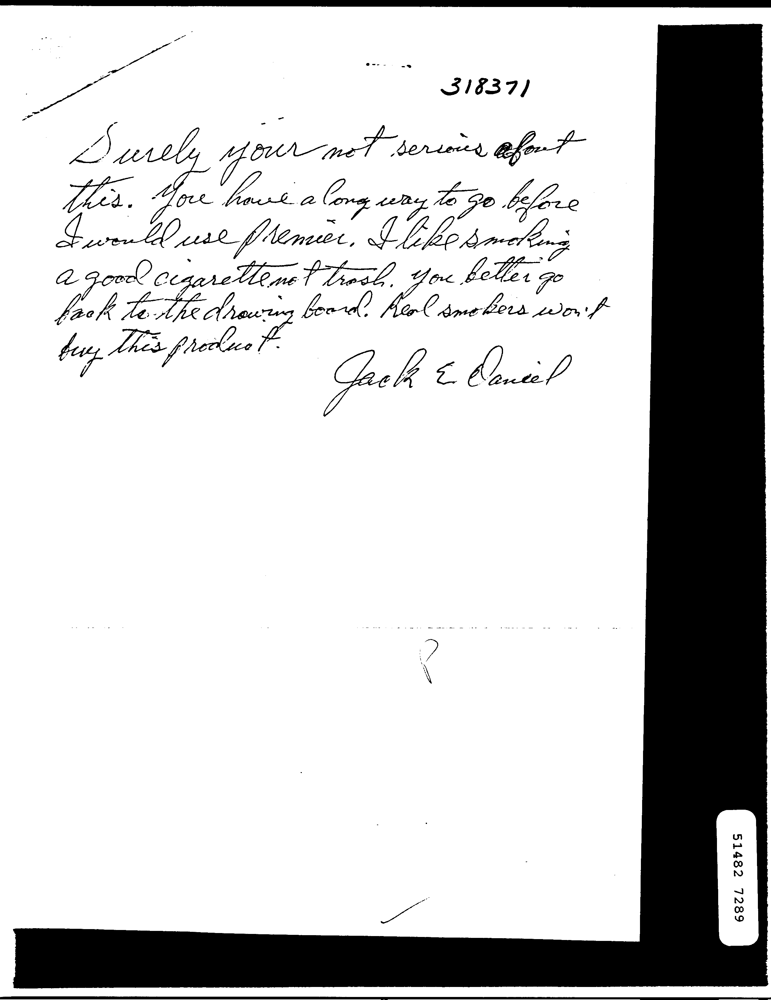 318371
Surely your not serious about
this. You have a long way to go before
I would use premier. I like smoking
a good cigarette not trash. you better go
back to the drawing board. Real smokers won't
buy this product.
Jack E Daniel
51482 7289